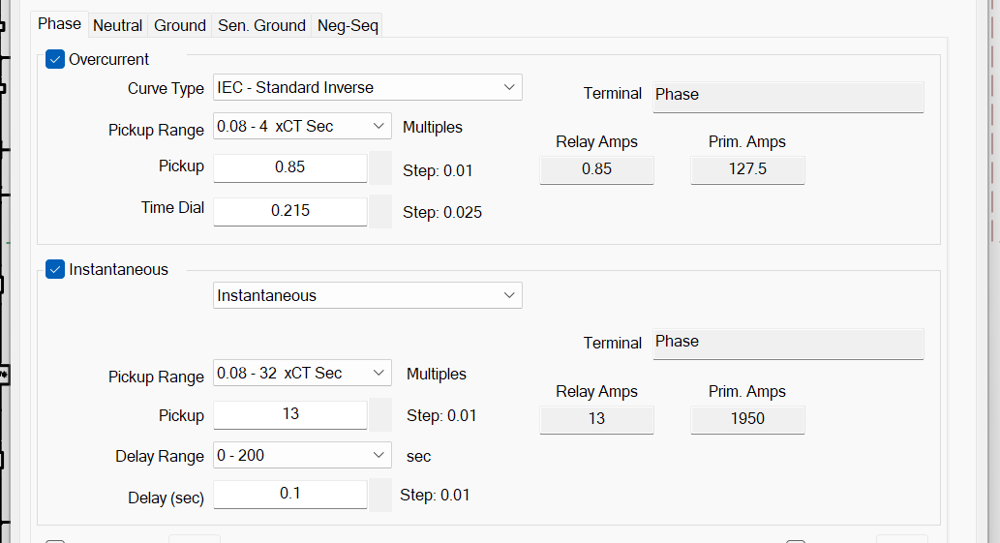 Phase Neutral Ground Sen. Ground Neg-Seq
Overcurrent
Curve Type IEC - Standard Inverse Terminal Phase
Pickup Range 0.08 - 4 xCT Sec Multiples Relay Amps Prim. Amps
Pickup 0.85 Step: 0.01 0.85 127.5
Time Dial 0.215 Step: 0.025
Instantaneous
Instantaneous
Terminal Phase
Pickup Range 0.08 - 32 xCT Sec Multiples Relay Amps Prim. Amps
Pickup 13 Step: 0.01 13 1950
Delay Range 0 - 200 sec
Delay (sec) 0.1 Step: 0.01